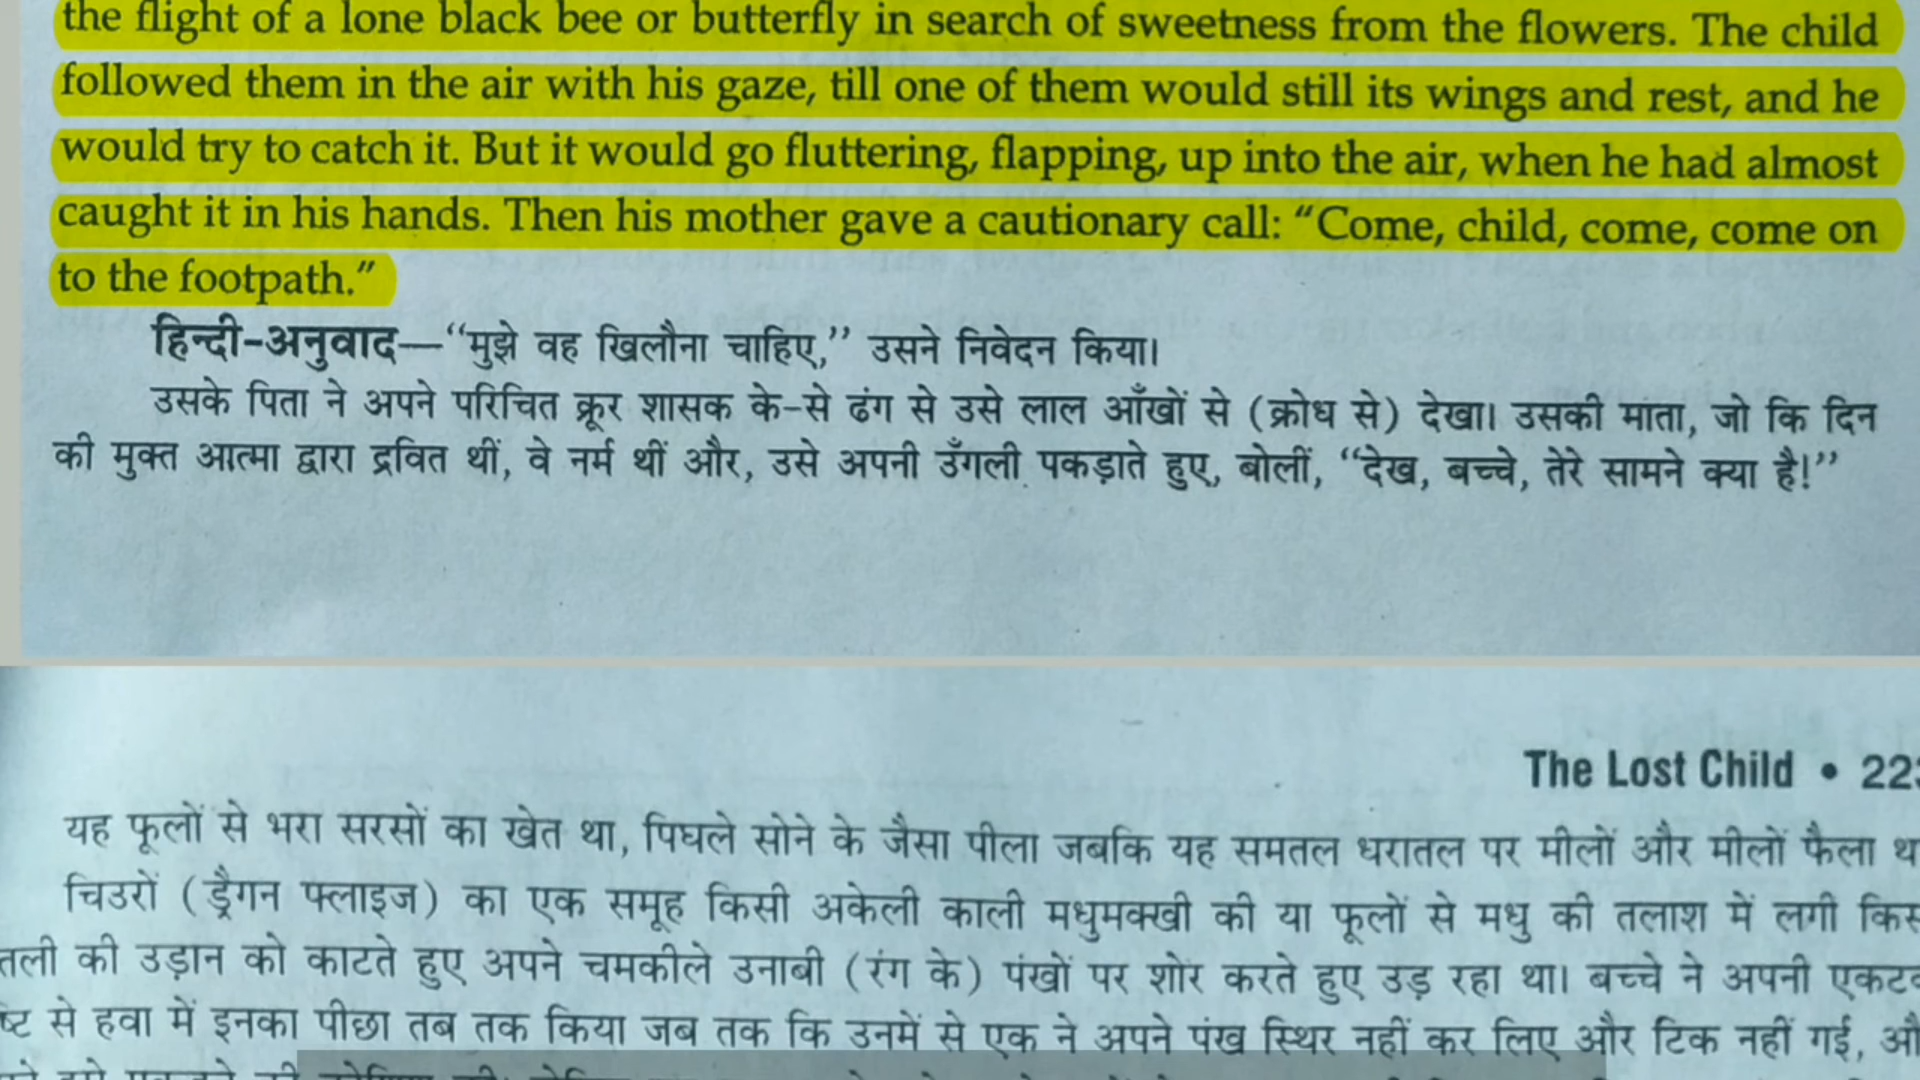 the flight of a lone black bee or butterfly in search of sweetness from the flowers. The child
followed them in the air with his gaze, till one of them would still its wings and rest, and he
would try to catch it. But it would go fluttering, flapping, up into the air, when he had almost
caught it in his hands. Then his mother gave a cautionary call: “Come, child, come, come on
to the footpath.”
हिन्दी-अनुवाद—“मुझे वह खिलौना चाहिए,” उसने निवेदन किया।
उसके पिता ने अपने परिचित क्रूर शासक के-से ढंग से उसे लाल आँखों से (क्रोध से) देखा। उसकी माता, जो कि दिन
की मुक्त आत्मा द्वारा द्रवित थीं, वे नर्म थीं और, उसे अपनी उँगली पकड़ाते हुए, बोलीं, “देख, बच्चे, तेरे सामने क्या है!”
The Lost Child • 22
यह फूलों से भरा सरसों का खेत था, पिघले सोने के जैसा पीला जबकि यह समतल धरातल पर मीलों और मीलों फैला
चिउरों (ड्रैगन फ्लाइज) का एक समूह किसी अकेली काली मधुमक्खी की या फूलों से मधु की तलाश में लगी
की उड़ान को काटते हुए अपने चमकीले उनाबी (रंग के) पंखों पर शोर करते हुए उड़ रहा था। बच्चे ने अपनी
से हवा में इनका पीछा तब तक किया जब तक कि उनमें से एक ने अपने पंख स्थिर नहीं कर लिए और टिक नहीं गई,